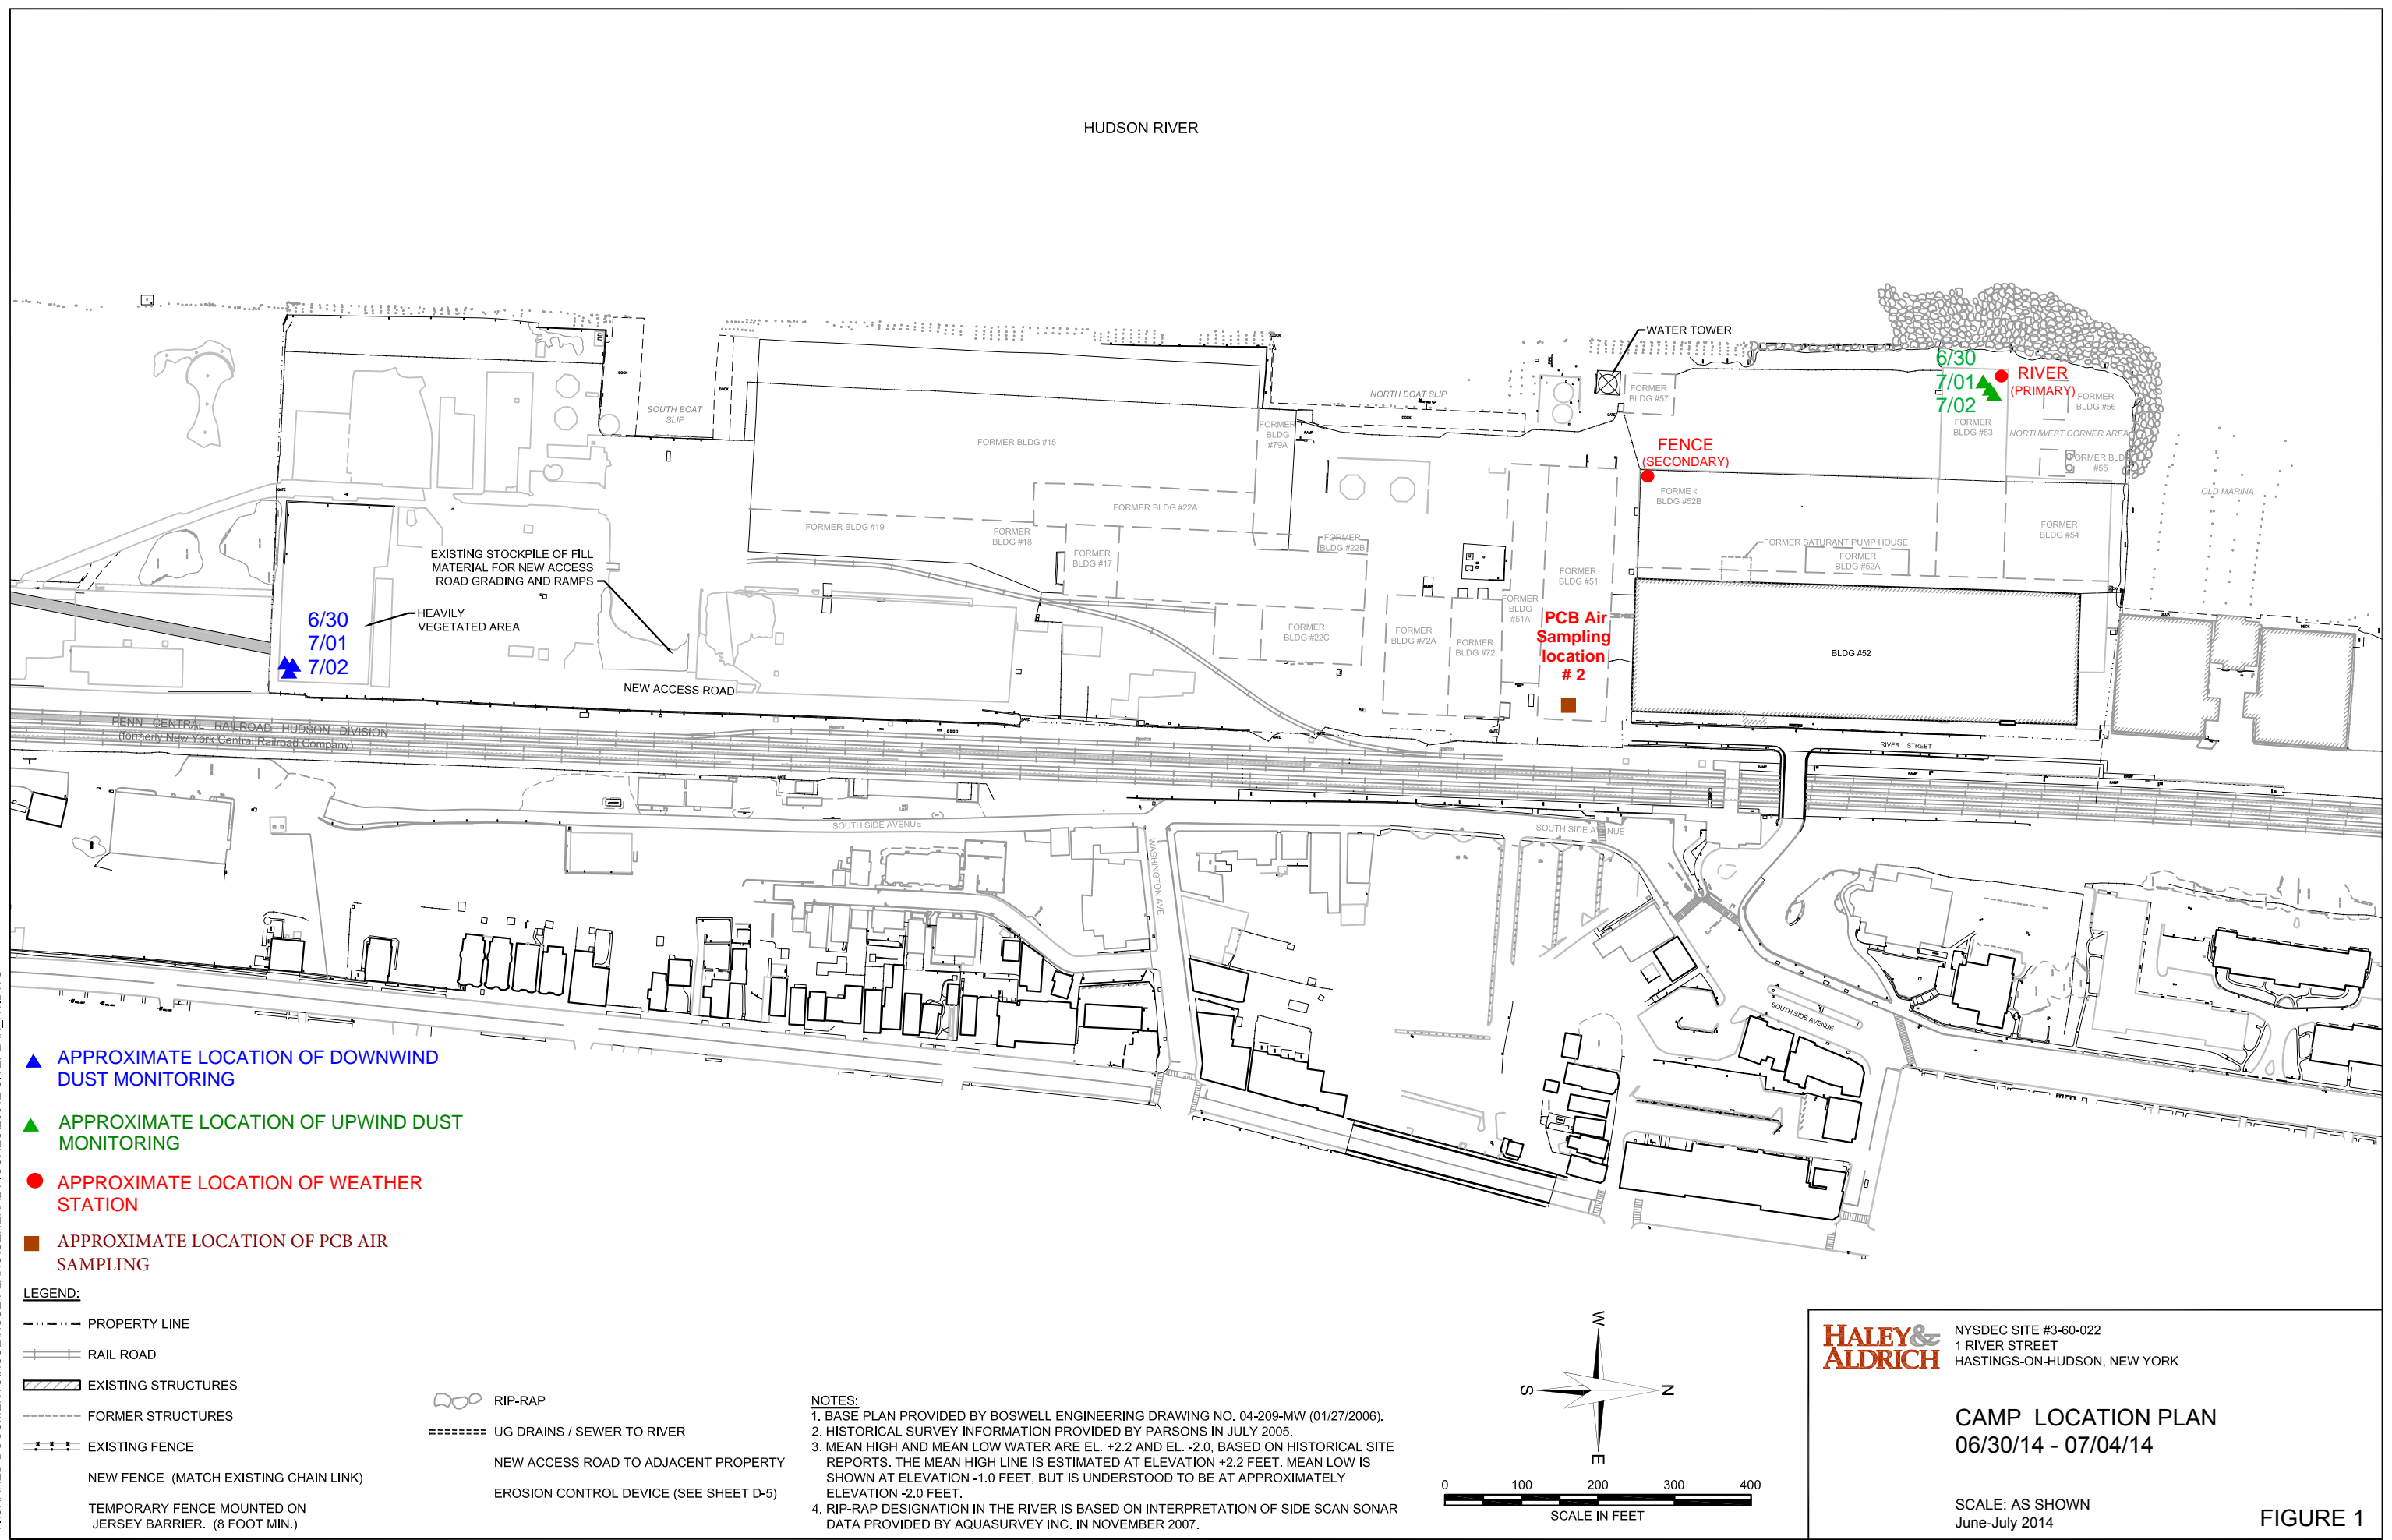 HUDSON RIVER
WATER TOWER
6/30
7/01
7/02
RIVER
(PRIMARY)
FORMER
BLDG #57
FORMER
BLDG #56
FORMER
BLDG #53
NORTHWEST CORNER AREA
FORMER BLD
#55
OLD MARINA
SOUTH BOAT
SLIP
DOCK
DOCK
NORTH BOAT SLIP
DOCK
FORMER BLDG #15
FORMER
BLDG
#79A
FENCE
(SECONDARY)
FORME
BLDG #52B
FORMER BLDG #22A
FORMER BLDG #19
FORMER
BLDG #18
FORMER
BLDG #17
FORMER
BLDG #22B
FORMER
BLDG #54
FORMER SATURANT PUMP HOUSE
FORMER
BLDG #52A
FORMER
BLDG #51
FORMER
BLDG
#51A
EXISTING STOCKPILE OF FILL
MATERIAL FOR NEW ACCESS
ROAD GRADING AND RAMPS
HEAVILY
VEGETATED AREA
6/30
7/01
7/02
FORMER
BLDG #22C
FORMER
BLDG #72A
FORMER
BLDG #72
PCB Air
Sampling
location
# 2
BLDG #52
NEW ACCESS ROAD
PENN CENTRAL RAILROAD - HUDSON DIVISION
(formerly New York Central Railroad Company)
RIVER STREET
SOUTH SIDE AVENUE
SOUTH SIDE AVENUE
WASHINGTON AVE
SOUTH SIDE AVENUE
APPROXIMATE LOCATION OF DOWNWIND
DUST MONITORING
APPROXIMATE LOCATION OF UPWIND DUST
MONITORING
APPROXIMATE LOCATION OF WEATHER
STATION
APPROXIMATE LOCATION OF PCB AIR
SAMPLING
LEGEND:
PROPERTY LINE
RAIL ROAD
EXISTING STRUCTURES
FORMER STRUCTURES
EXISTING FENCE
NEW FENCE (MATCH EXISTING CHAIN LINK)
TEMPORARY FENCE MOUNTED ON
JERSEY BARRIER. (8 FOOT MIN.)
RIP-RAP
UG DRAINS / SEWER TO RIVER
NEW ACCESS ROAD TO ADJACENT PROPERTY
EROSION CONTROL DEVICE (SEE SHEET D-5)
NOTES:
1. BASE PLAN PROVIDED BY BOSWELL ENGINEERING DRAWING NO. 04-209-MW (01/27/2006).
2. HISTORICAL SURVEY INFORMATION PROVIDED BY PARSONS IN JULY 2005.
3. MEAN HIGH AND MEAN LOW WATER ARE EL. +2.2 AND EL. -2.0, BASED ON HISTORICAL SITE
REPORTS. THE MEAN HIGH LINE IS ESTIMATED AT ELEVATION +2.2 FEET. MEAN LOW IS
SHOWN AT ELEVATION -1.0 FEET, BUT IS UNDERSTOOD TO BE AT APPROXIMATELY
ELEVATION -2.0 FEET.
4. RIP-RAP DESIGNATION IN THE RIVER IS BASED ON INTERPRETATION OF SIDE SCAN SONAR
DATA PROVIDED BY AQUASURVEY INC. IN NOVEMBER 2007.
W
S
N
E
0 100 200 300 400
SCALE IN FEET
HALEY &
ALDRICH
NYSDEC SITE #3-60-022
1 RIVER STREET
HASTINGS-ON-HUDSON, NEW YORK
CAMP LOCATION PLAN
06/30/14 - 07/04/14
SCALE: AS SHOWN
June-July 2014
FIGURE 1